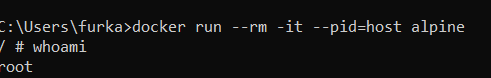 C:\Users\furka>docker run --rm -it --pid=host alpine
/ # whoami
root